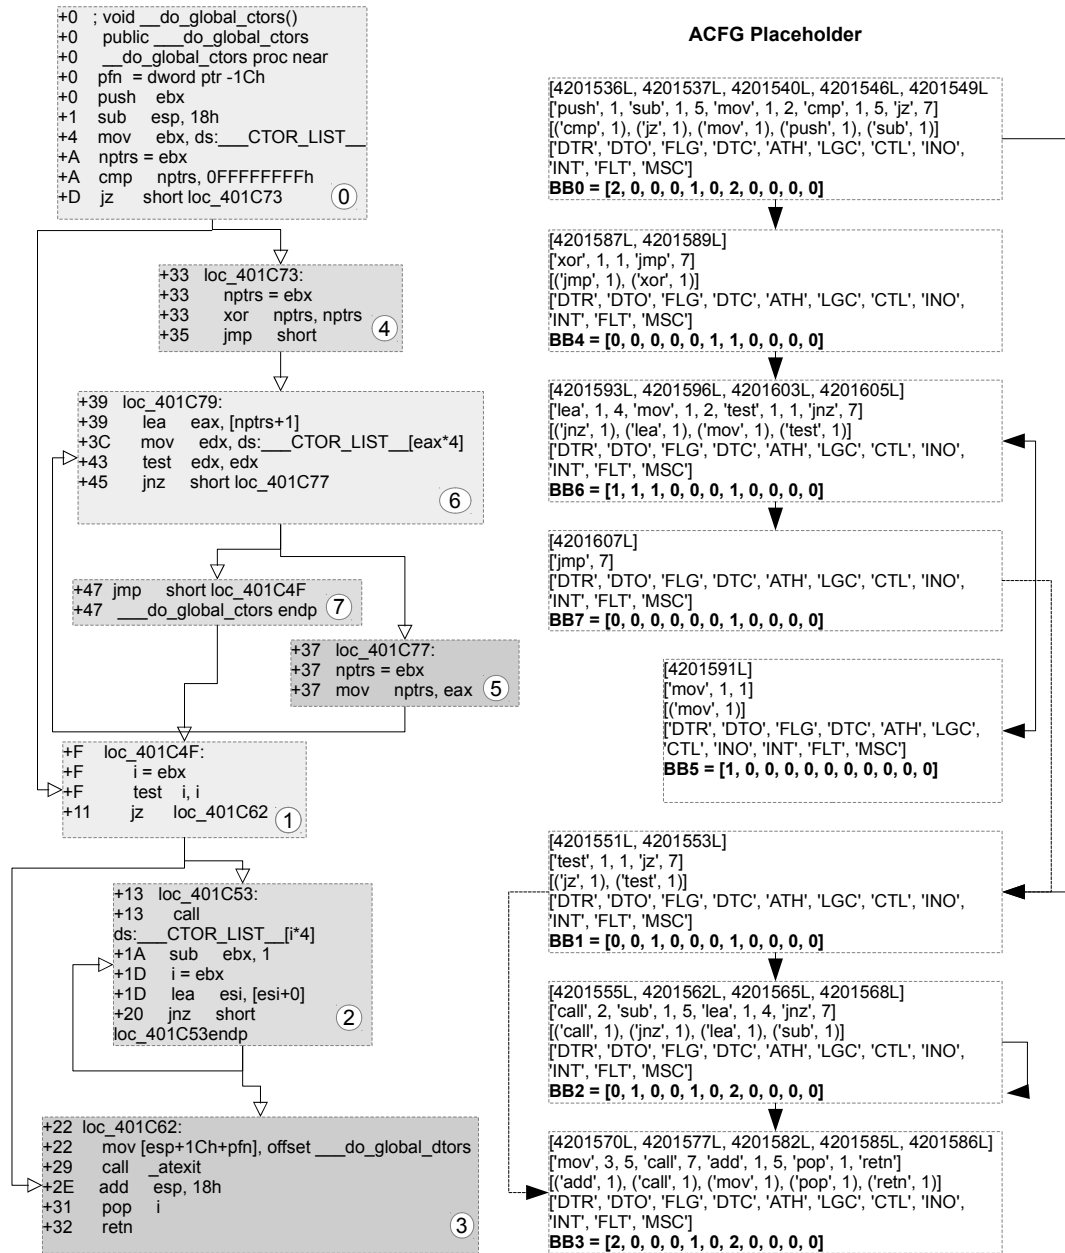 +0 ; void __do_global_ctors()
+0 public ___do_global_ctors
+0 __do_global_ctors proc near
+0 pfn = dword ptr -1Ch
+0 push ebx
+1 sub esp, 18h
+4 mov ebx, ds:___CTOR_LIST__
+A nptrs = ebx
+A cmp nptrs, 0FFFFFFFFh
+D jz short loc_401C73
0
+33 loc_401C73:
+33 nptrs = ebx
+33 xor nptrs, nptrs
+35 jmp short
4
+39 loc_401C79:
+39 lea eax, [nptrs+1]
+3C mov edx, ds:___CTOR_LIST__[eax*4]
+43 test edx, edx
+45 jnz short loc_401C77
6
+47 jmp short loc_401C4F
+47 ___do_global_ctors endp
7
+37 loc_401C77:
+37 nptrs = ebx
+37 mov nptrs, eax
5
+F loc_401C4F:
+F i = ebx
+F test i, i
+11 jz loc_401C62
1
+13 loc_401C53:
+13 call
ds:___CTOR_LIST__[i*4]
+1A sub ebx, 1
+1D i = ebx
+1D lea esi, [esi+0]
+20 jnz short
loc_401C53endp
2
+22 loc_401C62:
+22 mov [esp+1Ch+pfn], offset ___do_global_dtors
+29 call _atexit
+2E add esp, 18h
+31 pop i
+32 retn
3
ACFG Placeholder
[4201536L, 4201537L, 4201540L, 4201546L, 4201549L
['push', 1, 'sub', 1, 5, 'mov', 1, 2, 'cmp', 1, 5, 'jz', 7]
[('cmp', 1), ('jz', 1), ('mov', 1), ('push', 1), ('sub', 1)]
['DTR', 'DTO', 'FLG', 'DTC', 'ATH', 'LGC', 'CTL', 'INO',
'INT', 'FLT', 'MSC']
BB0 = [2, 0, 0, 0, 1, 0, 2, 0, 0, 0, 0]
[4201587L, 4201589L]
['xor', 1, 1, 'jmp', 7]
[('jmp', 1), ('xor', 1)]
['DTR', 'DTO', 'FLG', 'DTC', 'ATH', 'LGC', 'CTL', 'INO',
'INT', 'FLT', 'MSC']
BB4 = [0, 0, 0, 0, 0, 1, 1, 0, 0, 0, 0]
[4201593L, 4201596L, 4201603L, 4201605L]
['lea', 1, 4, 'mov', 1, 2, 'test', 1, 1, 'jnz', 7]
[('jnz', 1), ('lea', 1), ('mov', 1), ('test', 1)]
['DTR', 'DTO', 'FLG', 'DTC', 'ATH', 'LGC', 'CTL', 'INO',
'INT', 'FLT', 'MSC']
BB6 = [1, 1, 1, 0, 0, 0, 1, 0, 0, 0, 0]
[4201607L]
['jmp', 7]
['DTR', 'DTO', 'FLG', 'DTC', 'ATH', 'LGC', 'CTL', 'INO',
'INT', 'FLT', 'MSC']
BB7 = [0, 0, 0, 0, 0, 0, 1, 0, 0, 0, 0]
[4201591L]
['mov', 1, 1]
[('mov', 1)]
['DTR', 'DTO', 'FLG', 'DTC', 'ATH', 'LGC',
'CTL', 'INO', 'INT', 'FLT', 'MSC']
BB5 = [1, 0, 0, 0, 0, 0, 0, 0, 0, 0, 0]
[4201551L, 4201553L]
['test', 1, 1, 'jz', 7]
[('jz', 1), ('test', 1)]
['DTR', 'DTO', 'FLG', 'DTC', 'ATH', 'LGC', 'CTL', 'INO',
'INT', 'FLT', 'MSC']
BB1 = [0, 0, 1, 0, 0, 0, 1, 0, 0, 0, 0]
[4201555L, 4201562L, 4201565L, 4201568L]
['call', 2, 'sub', 1, 5, 'lea', 1, 4, 'jnz', 7]
[('call', 1), ('jnz', 1), ('lea', 1), ('sub', 1)]
['DTR', 'DTO', 'FLG', 'DTC', 'ATH', 'LGC', 'CTL', 'INO',
'INT', 'FLT', 'MSC']
BB2 = [0, 1, 0, 0, 1, 0, 2, 0, 0, 0, 0]
[4201570L, 4201577L, 4201582L, 4201585L, 4201586L]
['mov', 3, 5, 'call', 7, 'add', 1, 5, 'pop', 1, 'retn']
[('add', 1), ('call', 1), ('mov', 1), ('pop', 1), ('retn', 1)]
['DTR', 'DTO', 'FLG', 'DTC', 'ATH', 'LGC', 'CTL', 'INO',
'INT', 'FLT', 'MSC']
BB3 = [2, 0, 0, 0, 1, 0, 2, 0, 0, 0, 0]